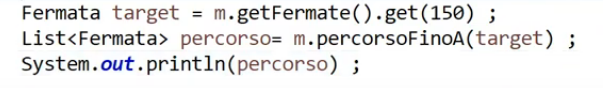 Fermata target = m.getFermate().get(150) ;
List<Fermata> percorso= m.percorsoFinoA(target) ;
System.out.println(percorso) ;